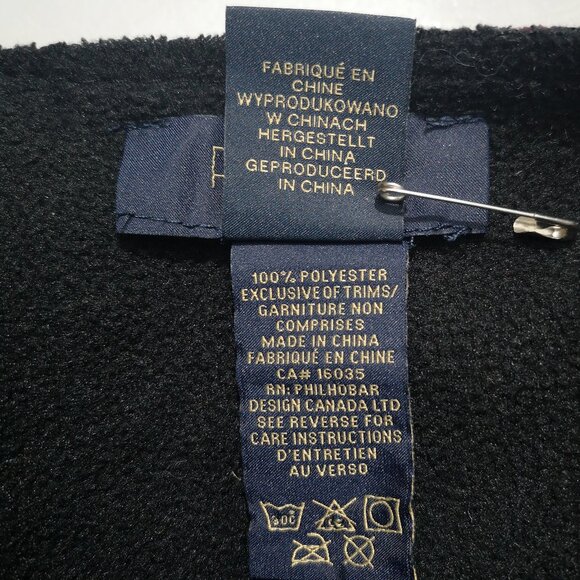 FABRIQUÉ EN
CHINE
WYPRODUKOWANO
W CHINACH
HERGESTELLT
IN CHINA
GEPRODUCEERD
IN CHINA
100% POLYESTER
EXCLUSIVE OF TRIMS/
GARNITURE NON
COMPRISES
MADE IN CHINA
FABRIQUÉ EN CHINE
CA# 16035
RN: PHILHOBAR
DESIGN CANADA LTD
SEE REVERSE FOR
CARE INSTRUCTIONS
D'ENTRETIEN
AU VERSO